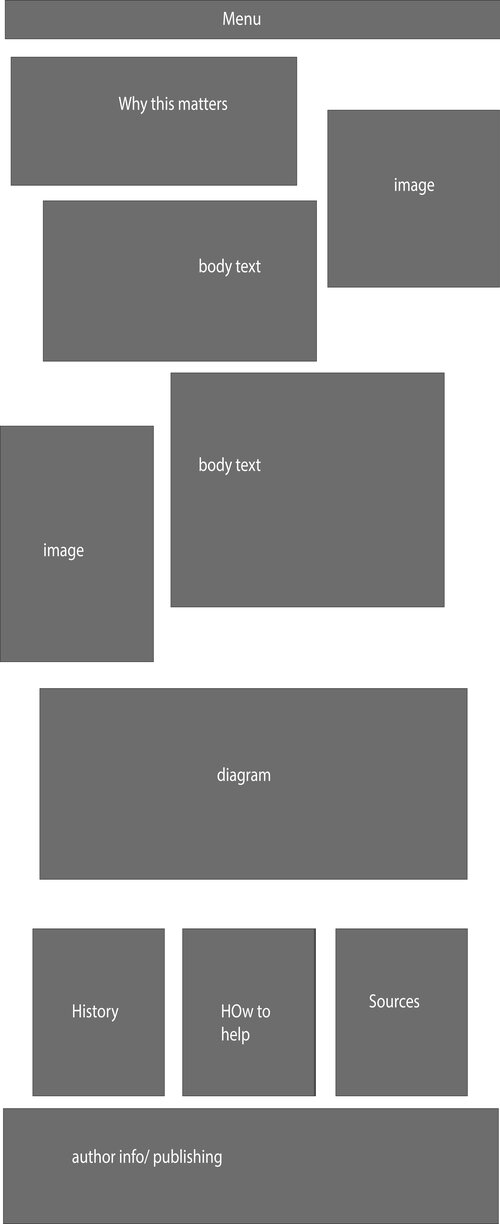 Menu
Why this matters
image
body text
body text
image
diagram
History
HOw to
help
Sources
author info/ publishing